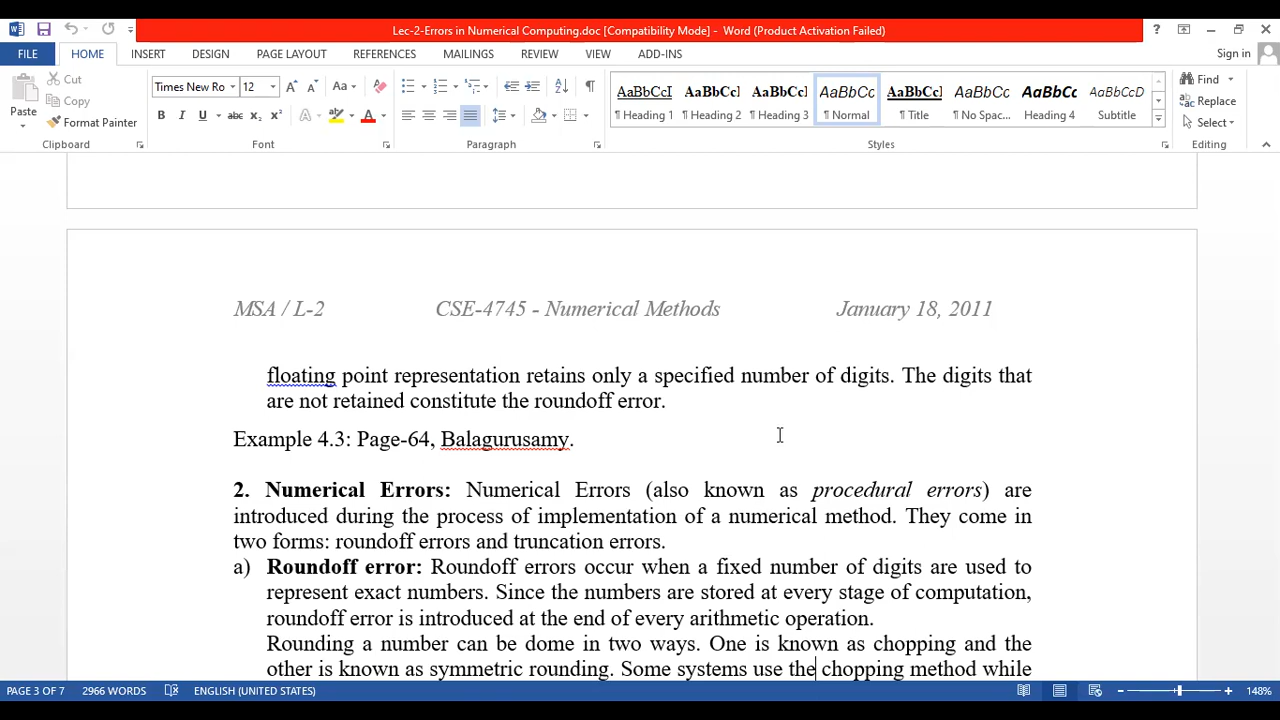 Lec-2-Errors in Numerical Computing.doc [Compatibility Mode] - Word (Product Activation Failed)
FILE HOME INSERT DESIGN PAGE LAYOUT REFERENCES MAILINGS REVIEW VIEW ADD-INS Sign in
Paste Cut Copy Format Painter
Times New Ro 12
AaBbCcI AaBbCcl AaBbCcl AaBbCc AaBbCcl AaBbCc AaBbCc AaBbCcD
¶ Heading 1 ¶ Heading 2 ¶ Heading 3 ¶ Normal ¶ Title ¶ No Spac... Heading 4 Subtitle
Find Replace Select
Clipboard Font Paragraph Styles Editing
MSA / L-2 CSE-4745 - Numerical Methods January 18, 2011
floating point representation retains only a specified number of digits. The digits that
are not retained constitute the roundoff error.
Example 4.3: Page-64, Balagurusamy.
2. Numerical Errors: Numerical Errors (also known as procedural errors) are
introduced during the process of implementation of a numerical method. They come in
two forms: roundoff errors and truncation errors.
a) Roundoff error: Roundoff errors occur when a fixed number of digits are used to
represent exact numbers. Since the numbers are stored at every stage of computation,
roundoff error is introduced at the end of every arithmetic operation.
Rounding a number can be dome in two ways. One is known as chopping and the
other is known as symmetric rounding. Some systems use the chopping method while
PAGE 3 OF 7 2966 WORDS ENGLISH (UNITED STATES) 148%